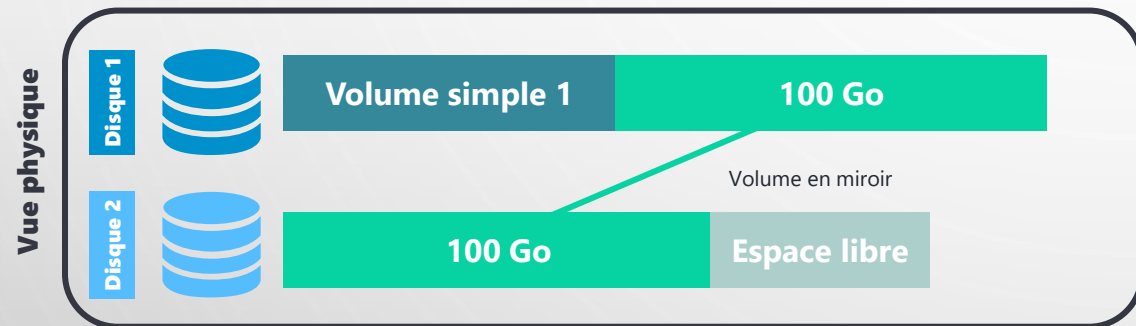 Vue physique
Disque 1
Volume simple 1
100 Go
Volume en miroir
Disque 2
100 Go
Espace libre